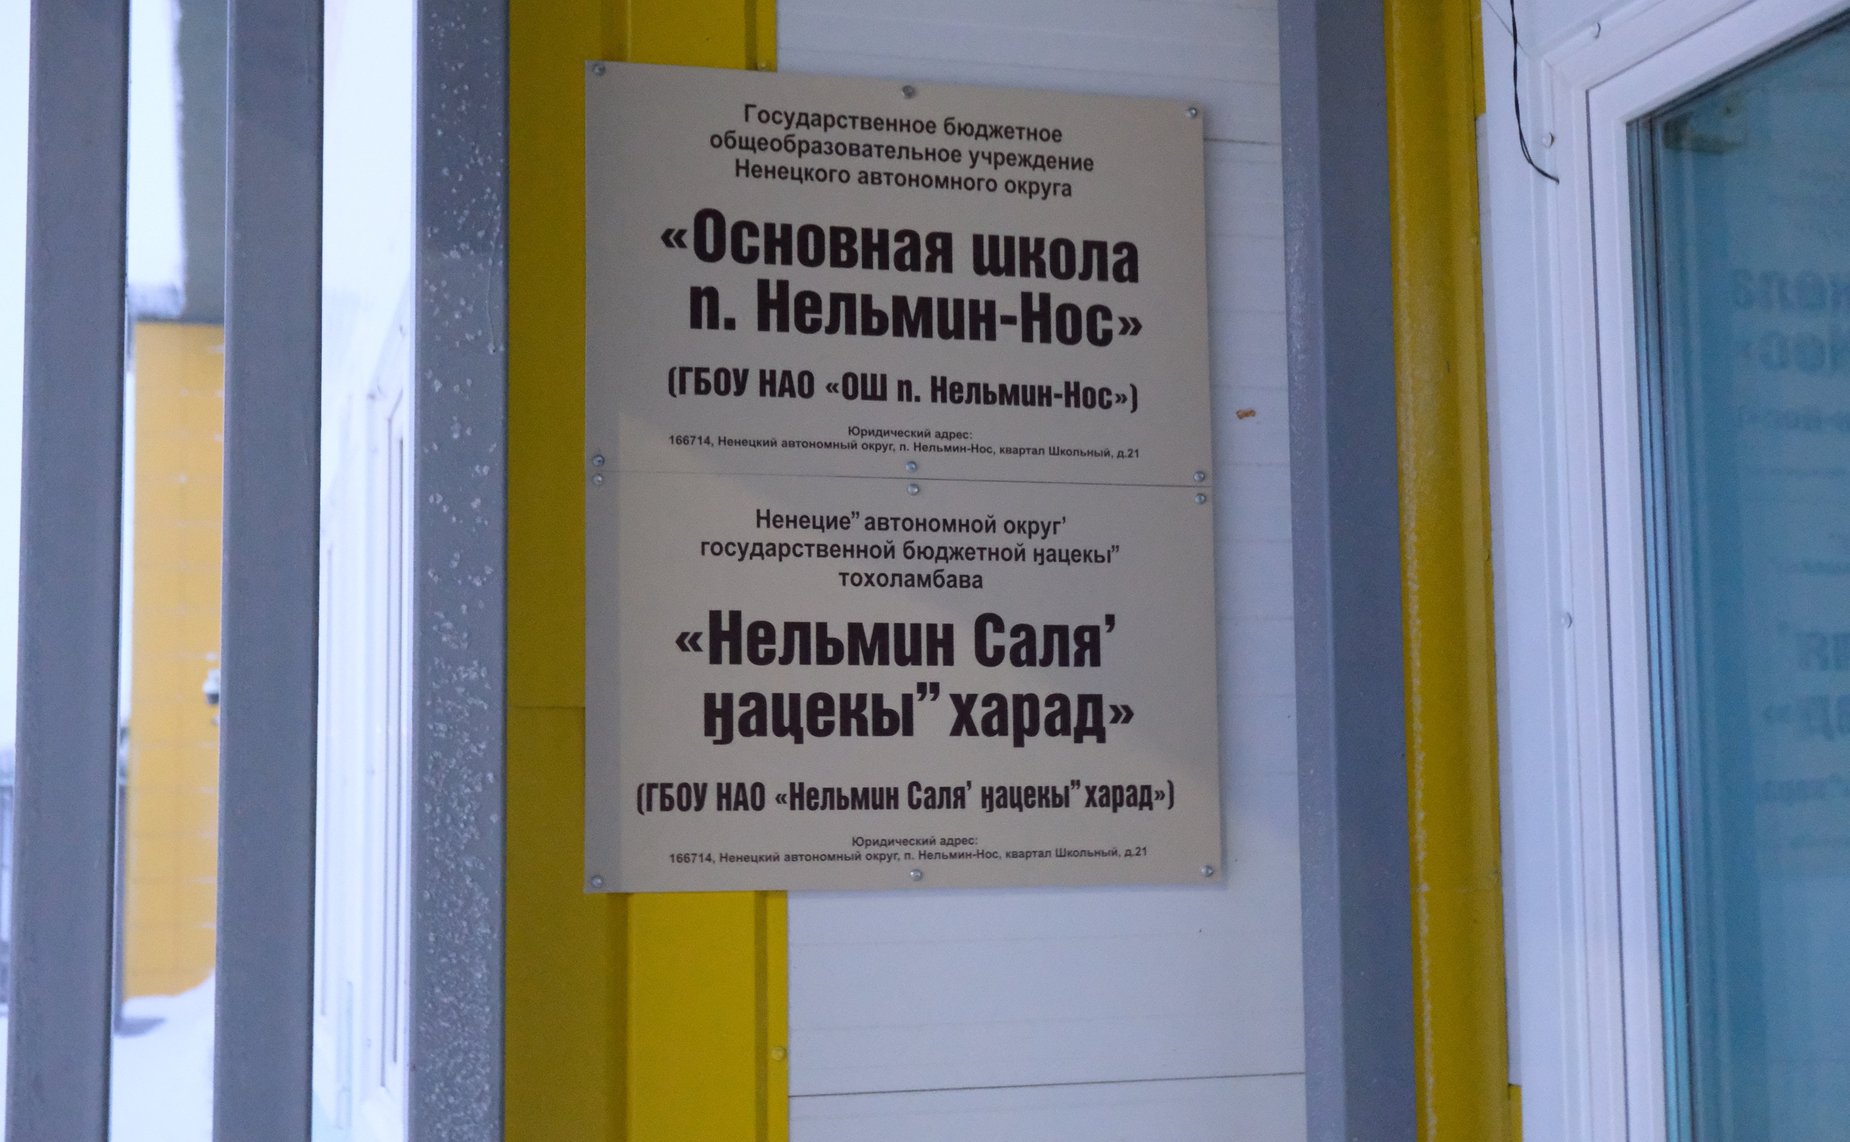 Государственное бюджетное
общеобразовательное учреждение
Ненецкого автономного округа
«Основная школа
п. Нельмин-Нос»
(ГБОУ НАО «ОШ п. Нельмин-Нос»)
Юридический адрес:
166714, Ненецкий автономный округ, п. Нельмин-Нос, квартал Школьный, д.21
Ненецие” автономной округ’
государственной бюджетной ӈацекы”
тохоламбава
«Нельмин Саля’
ӈацекы” харад»
(ГБОУ НАО «Нельмин Саля’ ӈацекы” харад»)
Юридический адрес:
166714, Ненецкий автономный округ, п. Нельмин-Нос, квартал Школьный, д.21